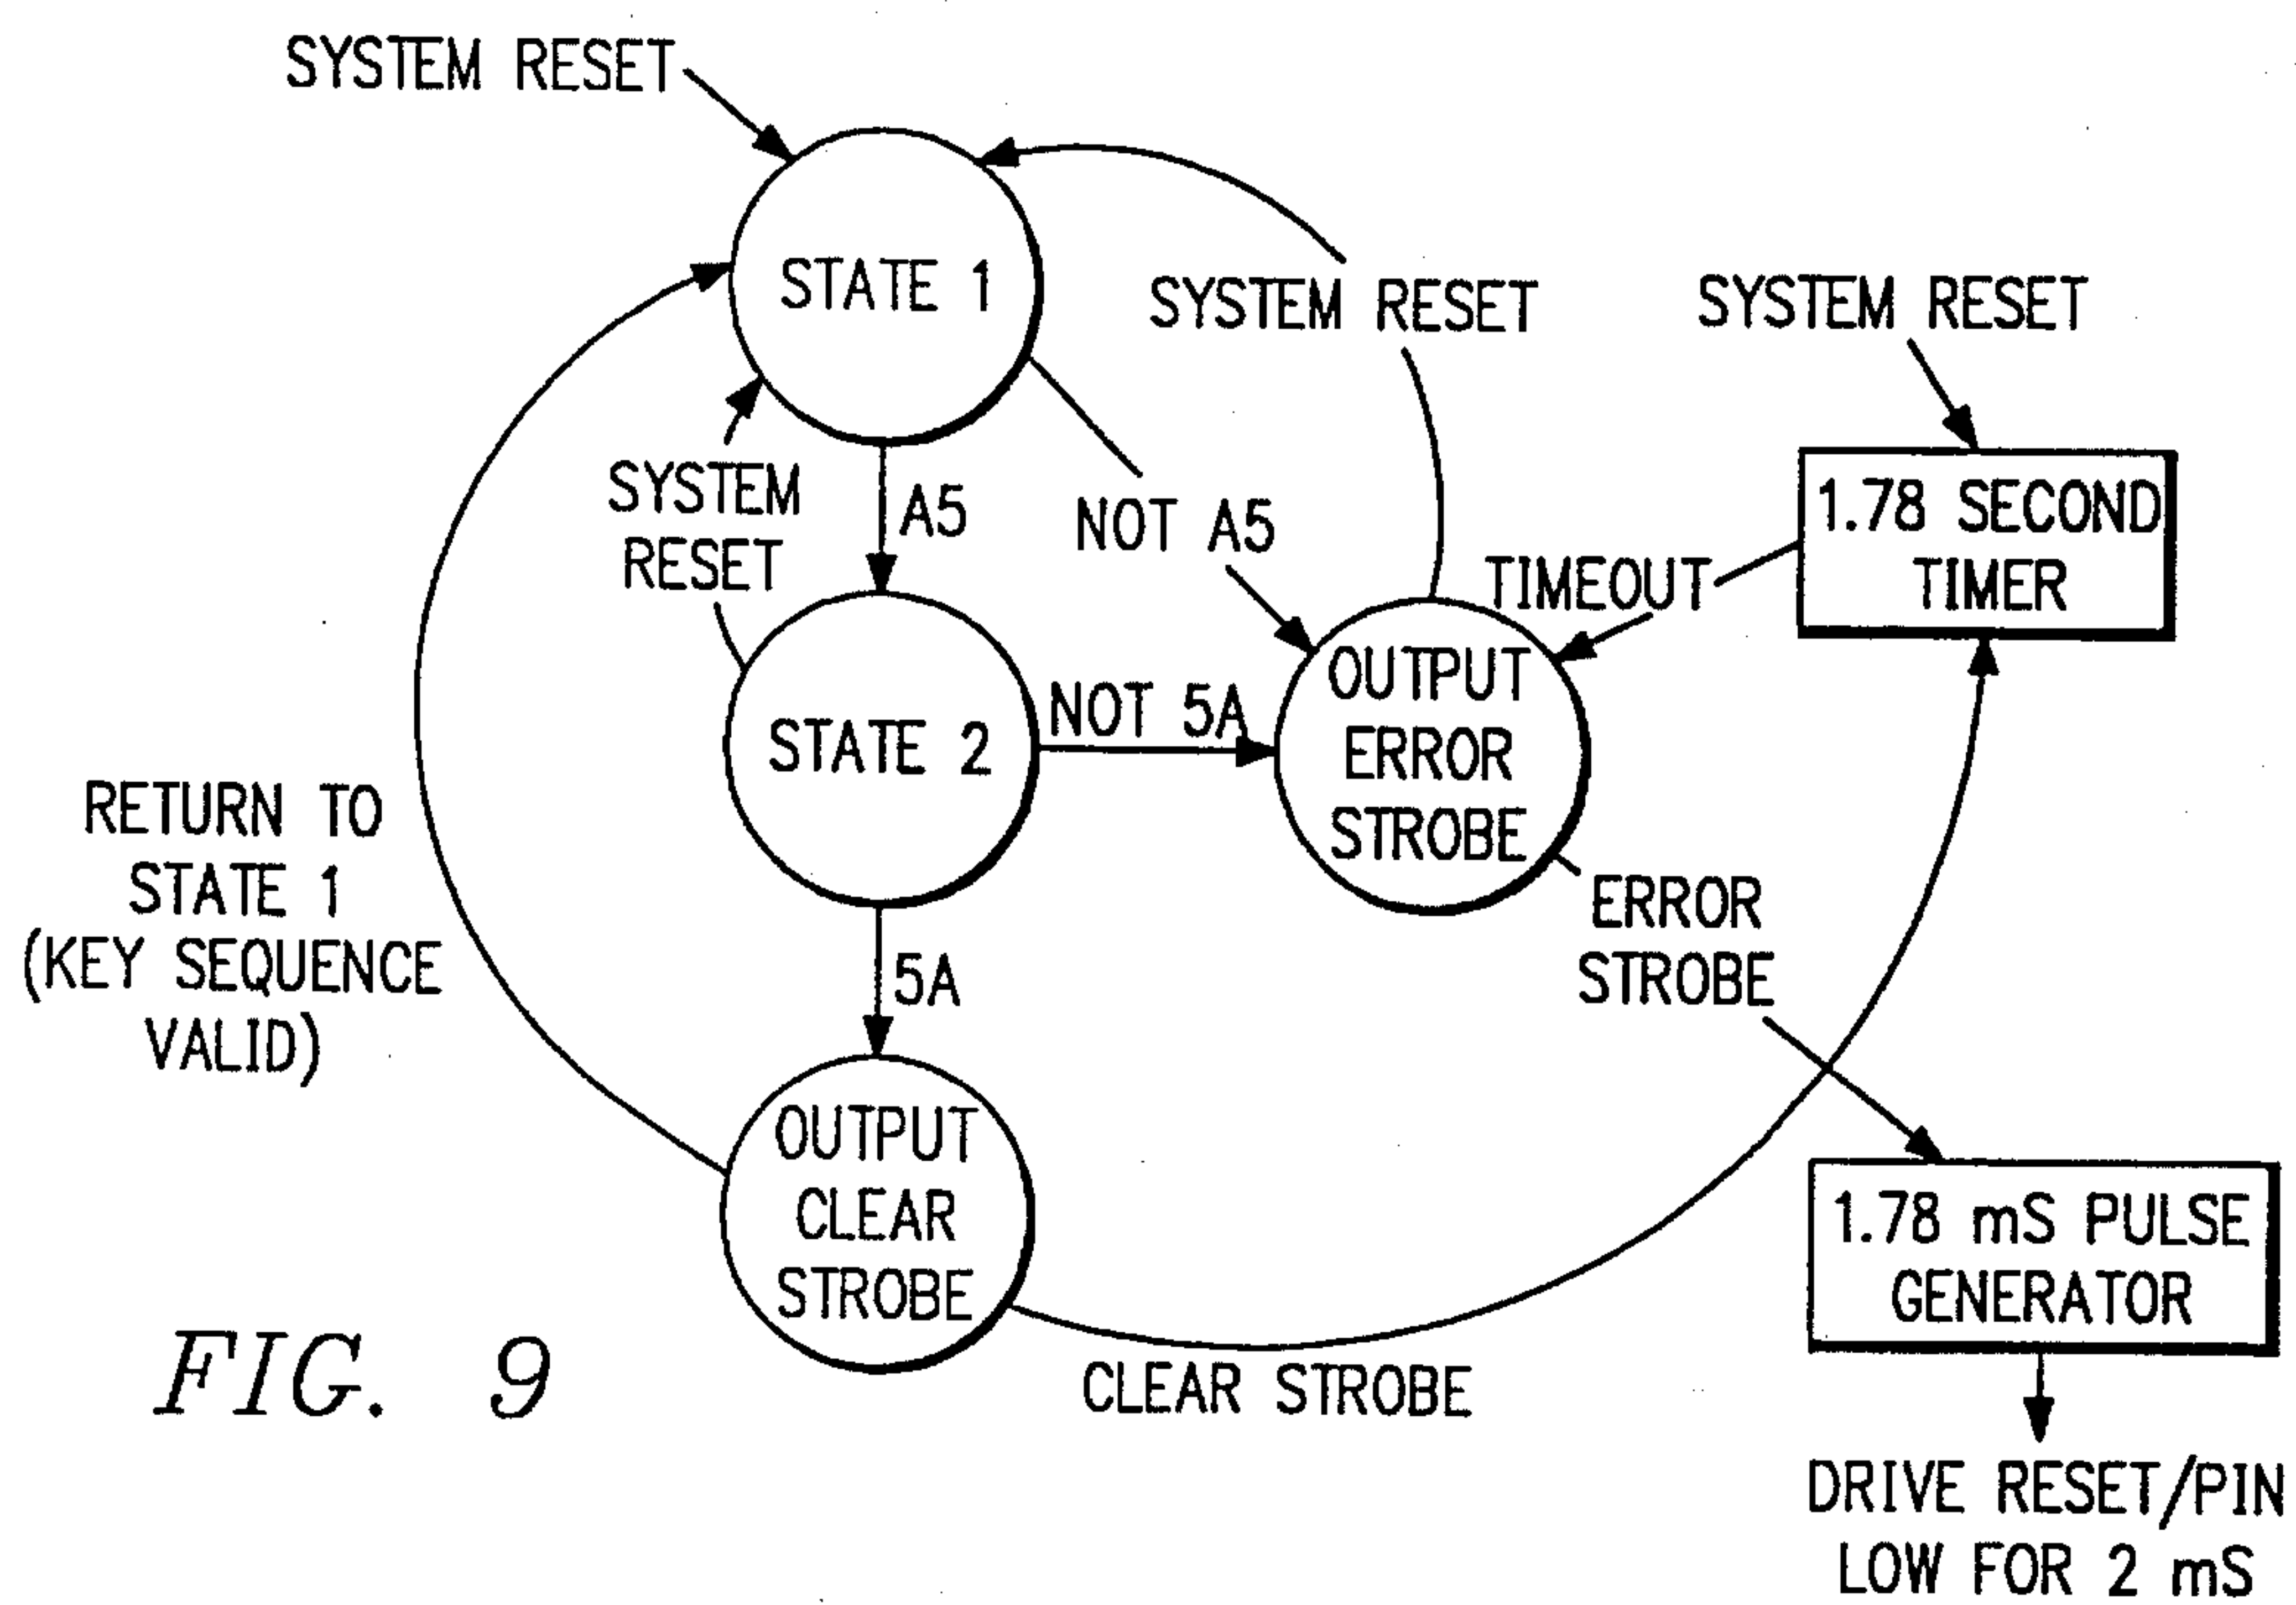 SYSTEM RESET
STATE 1
SYSTEM RESET
SYSTEM RESET
SYSTEM
RESET
A5
NOT A5
1.78 SECOND
TIMER
TIMEOUT
STATE 2
NOT 5A
OUTPUT
ERROR
STROBE
RETURN TO
STATE 1
(KEY SEQUENCE
VALID)
5A
ERROR
STROBE
OUTPUT
CLEAR
STROBE
1.78 mS PULSE
GENERATOR
CLEAR STROBE
DRIVE RESET/PIN
LOW FOR 2 mS
FIG. 9